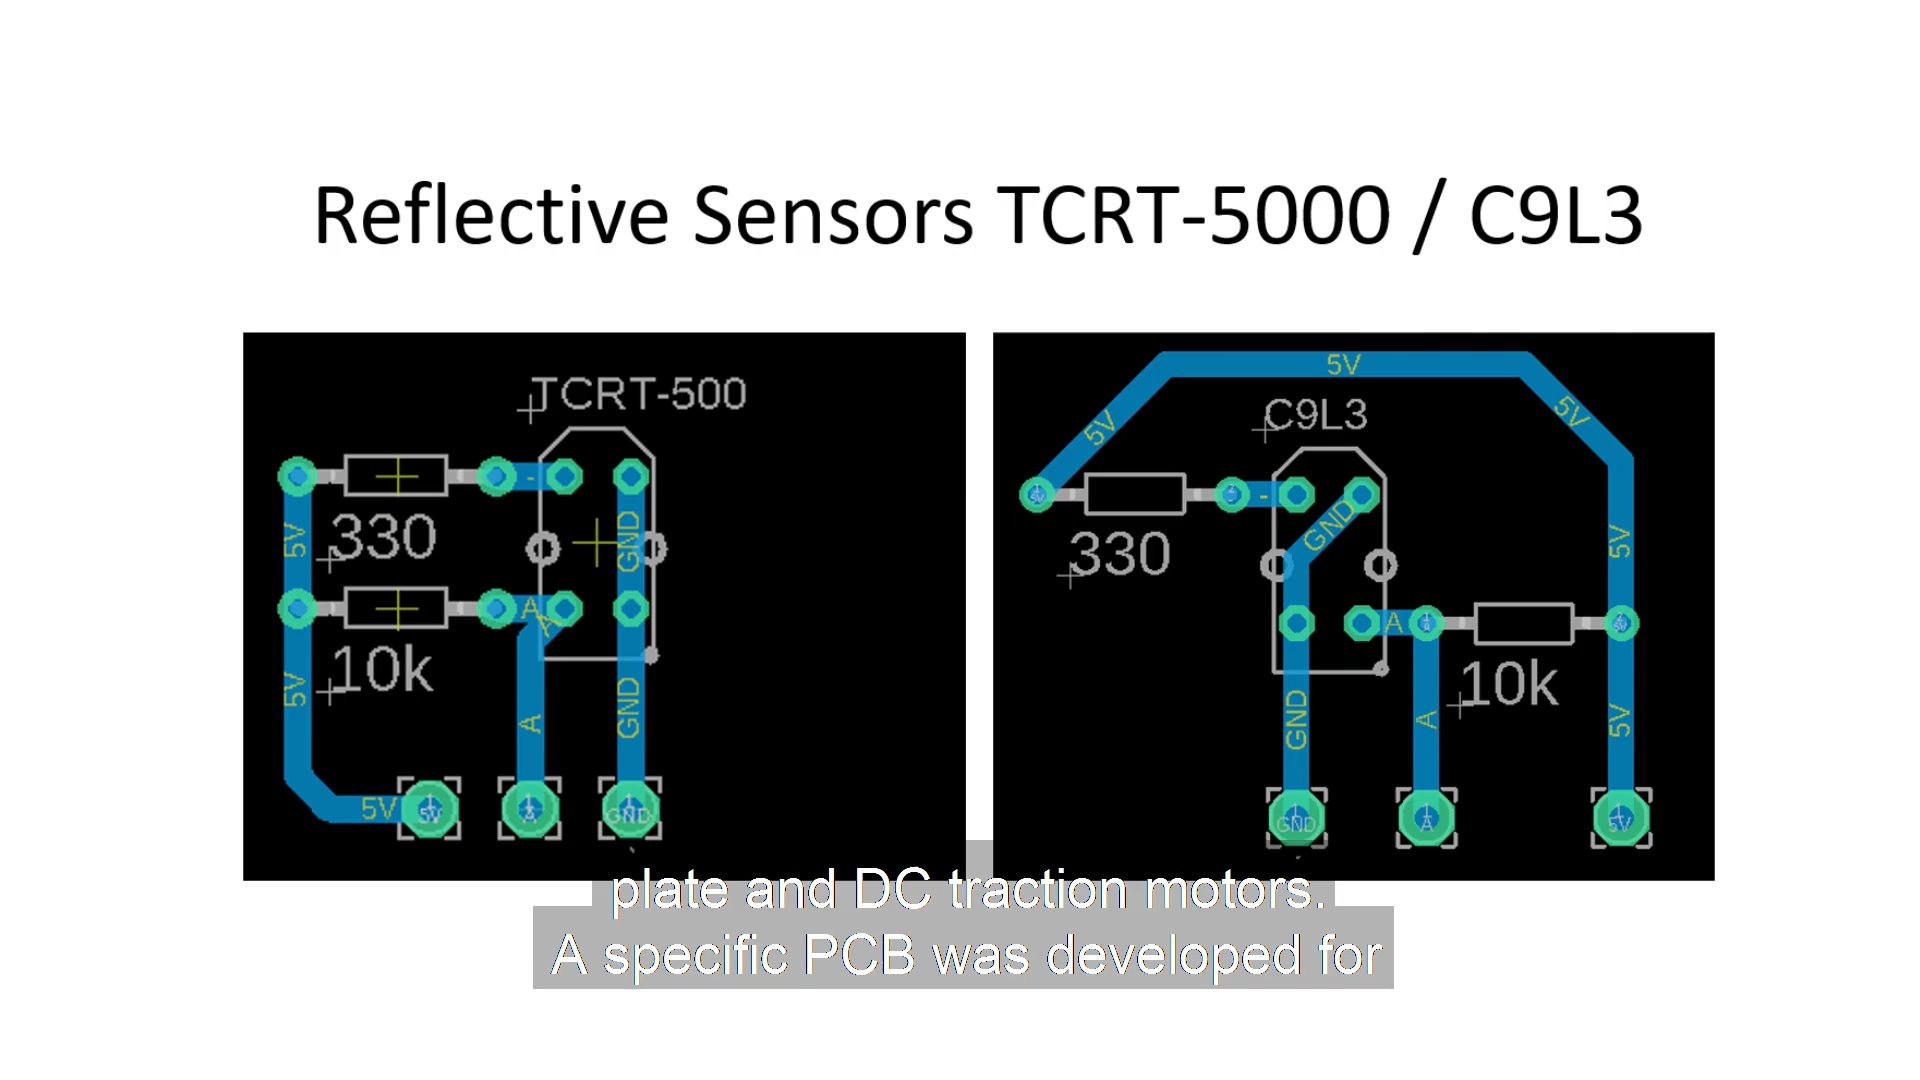 Reflective Sensors TCRT-5000 / C9L3
TCRT-500
-
330
5V
GND
A
A
10k
5V
A
GND
5V
5V
A
GND
5V
5V
5V
C9L3
-
GND
330
5V
A
10k
GND
A
5V
GND
A
5V
plate and DC traction motors.
A specific PCB was developed for